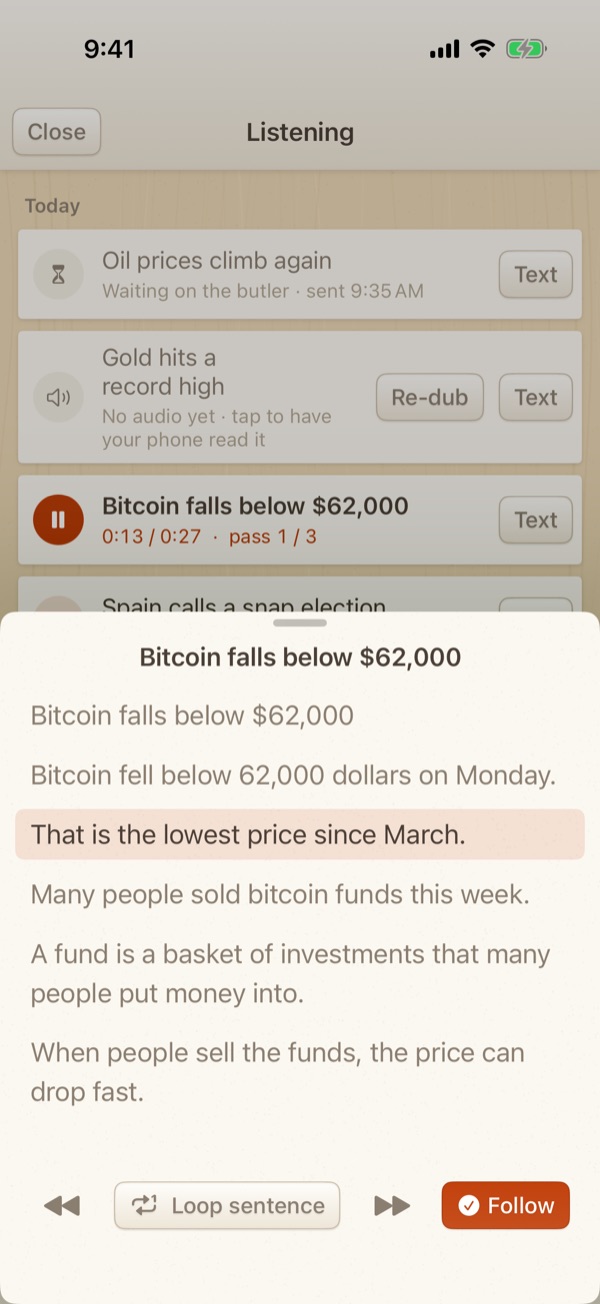 9:41
Close
Listening
Today
Oil prices climb again
Waiting on the butler · sent 9:35 AM
Text
Gold hits a
record high
No audio yet · tap to have
your phone read it
Re-dub
Text
Bitcoin falls below $62,000
0:13 / 0:27 · pass 1 / 3
Text
Spain calls a snap election
Bitcoin falls below $62,000
Bitcoin falls below $62,000
Bitcoin fell below 62,000 dollars on Monday.
That is the lowest price since March.
Many people sold bitcoin funds this week.
A fund is a basket of investments that many
people put money into.
When people sell the funds, the price can
drop fast.
Loop sentence
Follow